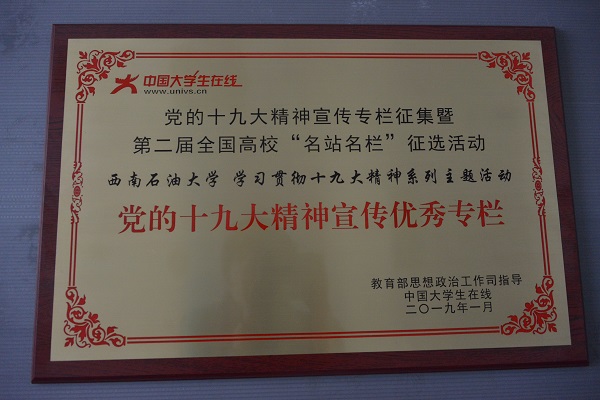 中国大学生在线
www.univs.cn
党的十九大精神宣传专栏征集暨
第二届全国高校“名站名栏”征选活动
西南石油大学 学习贯彻十九大精神系列主题活动
党的十九大精神宣传优秀专栏
教育部思想政治工作司指导
中国大学生在线
二〇一九年一月